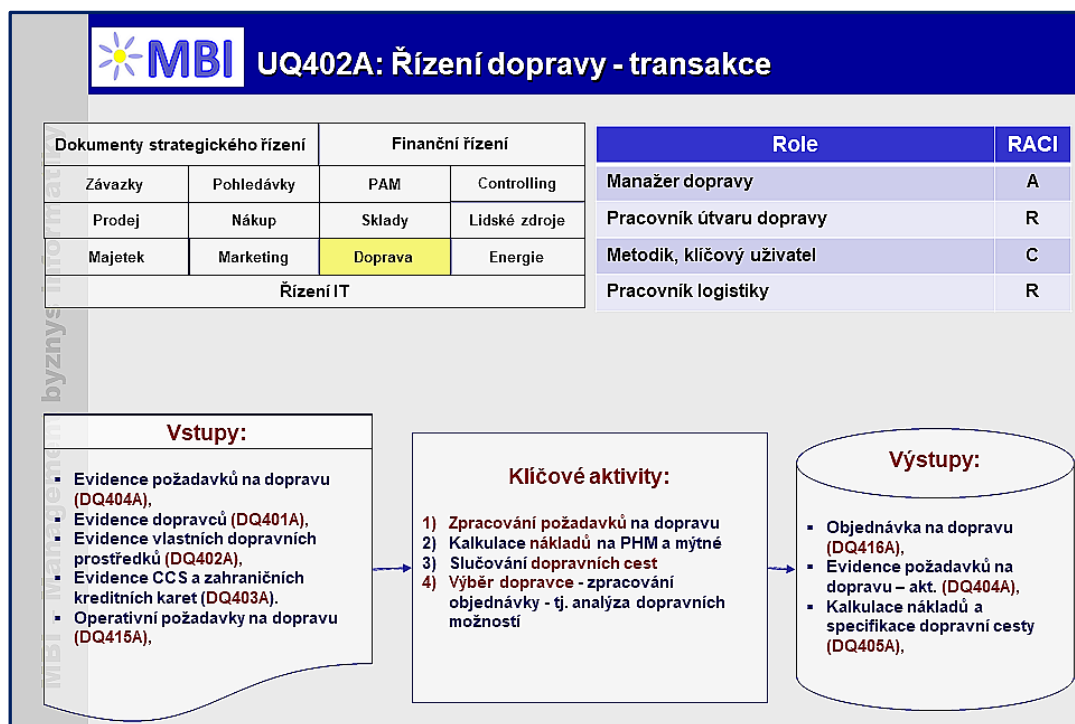 MBI
UQ402A: Řízení dopravy - transakce
MBI - Management byznys informatiky
Dokumenty strategického řízení
Finanční řízení
Závazky
Pohledávky
PAM
Controlling
Prodej
Nákup
Sklady
Lidské zdroje
Majetek
Marketing
Doprava
Energie
Řízení IT
Role
RACI
Manažer dopravy
A
Pracovník útvaru dopravy
R
Metodik, klíčový uživatel
C
Pracovník logistiky
R
Vstupy:
▪ Evidence požadavků na dopravu
(DQ404A),
▪ Evidence dopravců (DQ401A),
▪ Evidence vlastních dopravních
prostředků (DQ402A),
▪ Evidence CCS a zahraničních
kreditních karet (DQ403A).
▪ Operativní požadavky na dopravu
(DQ415A),
Klíčové aktivity:
1) Zpracování požadavků na dopravu
2) Kalkulace nákladů na PHM a mýtné
3) Slučování dopravních cest
4) Výběr dopravce - zpracování
objednávky - tj. analýza dopravních
možností
Výstupy:
▪ Objednávka na dopravu
(DQ416A),
▪ Evidence požadavků na
dopravu – akt. (DQ404A),
▪ Kalkulace nákladů a
specifikace dopravní cesty
(DQ405A),